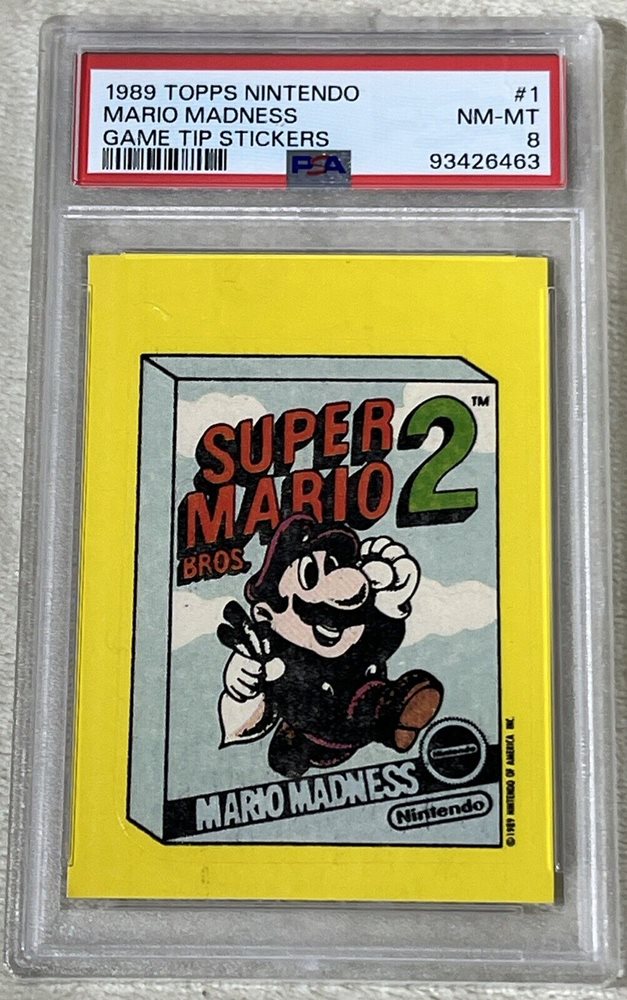 1989 TOPPS NINTENDO #1
MARIO MADNESS NM-MT
GAME TIP STICKERS 8
PSA 93426463
SUPER
MARIO 2 ™
BROS.
MARIO MADNESS
Nintendo
© 1989 NINTENDO OF AMERICA INC.